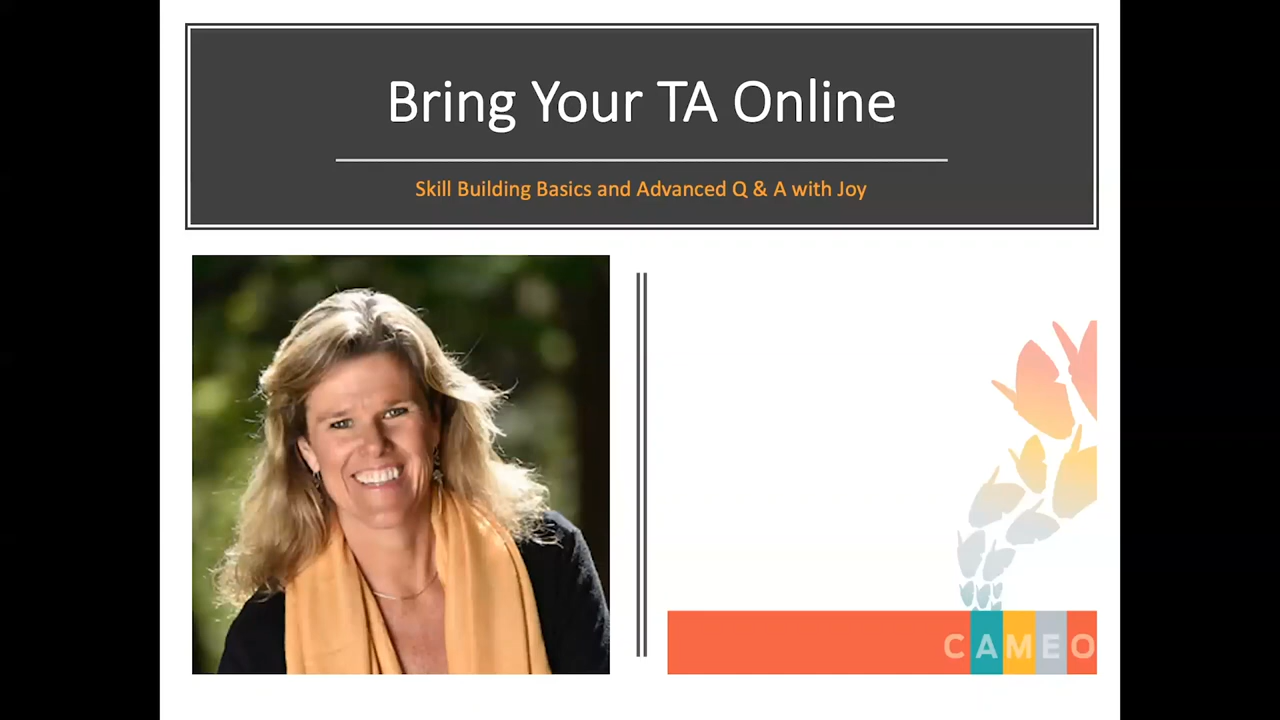 Bring Your TA Online
Skill Building Basics and Advanced Q & A with Joy
CAMEO